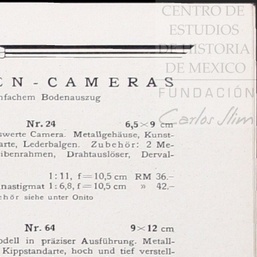 CENTRO DE
ESTUDIOS
DE HISTORIA
DE MEXICO
FUNDACIÓN
Carlos Slim
EN-CAMERAS
nfachem Bodenauszug
Nr. 24 6,5×9 cm
swerte Camera. Metallgehäuse, Kunst-
arte, Lederbalgen. Zubehör: 2 Me-
ibenrahmen, Drahtauslöser, Derval-
1:11, f=10,5 cm RM 36.–
nastigmat 1:6,8, f=10,5 cm » 42.–
hör siehe unter Onito
Nr. 64 9×12 cm
odell in präziser Ausführung. Metall-
Kippstandarte, hoch und tief verstell-